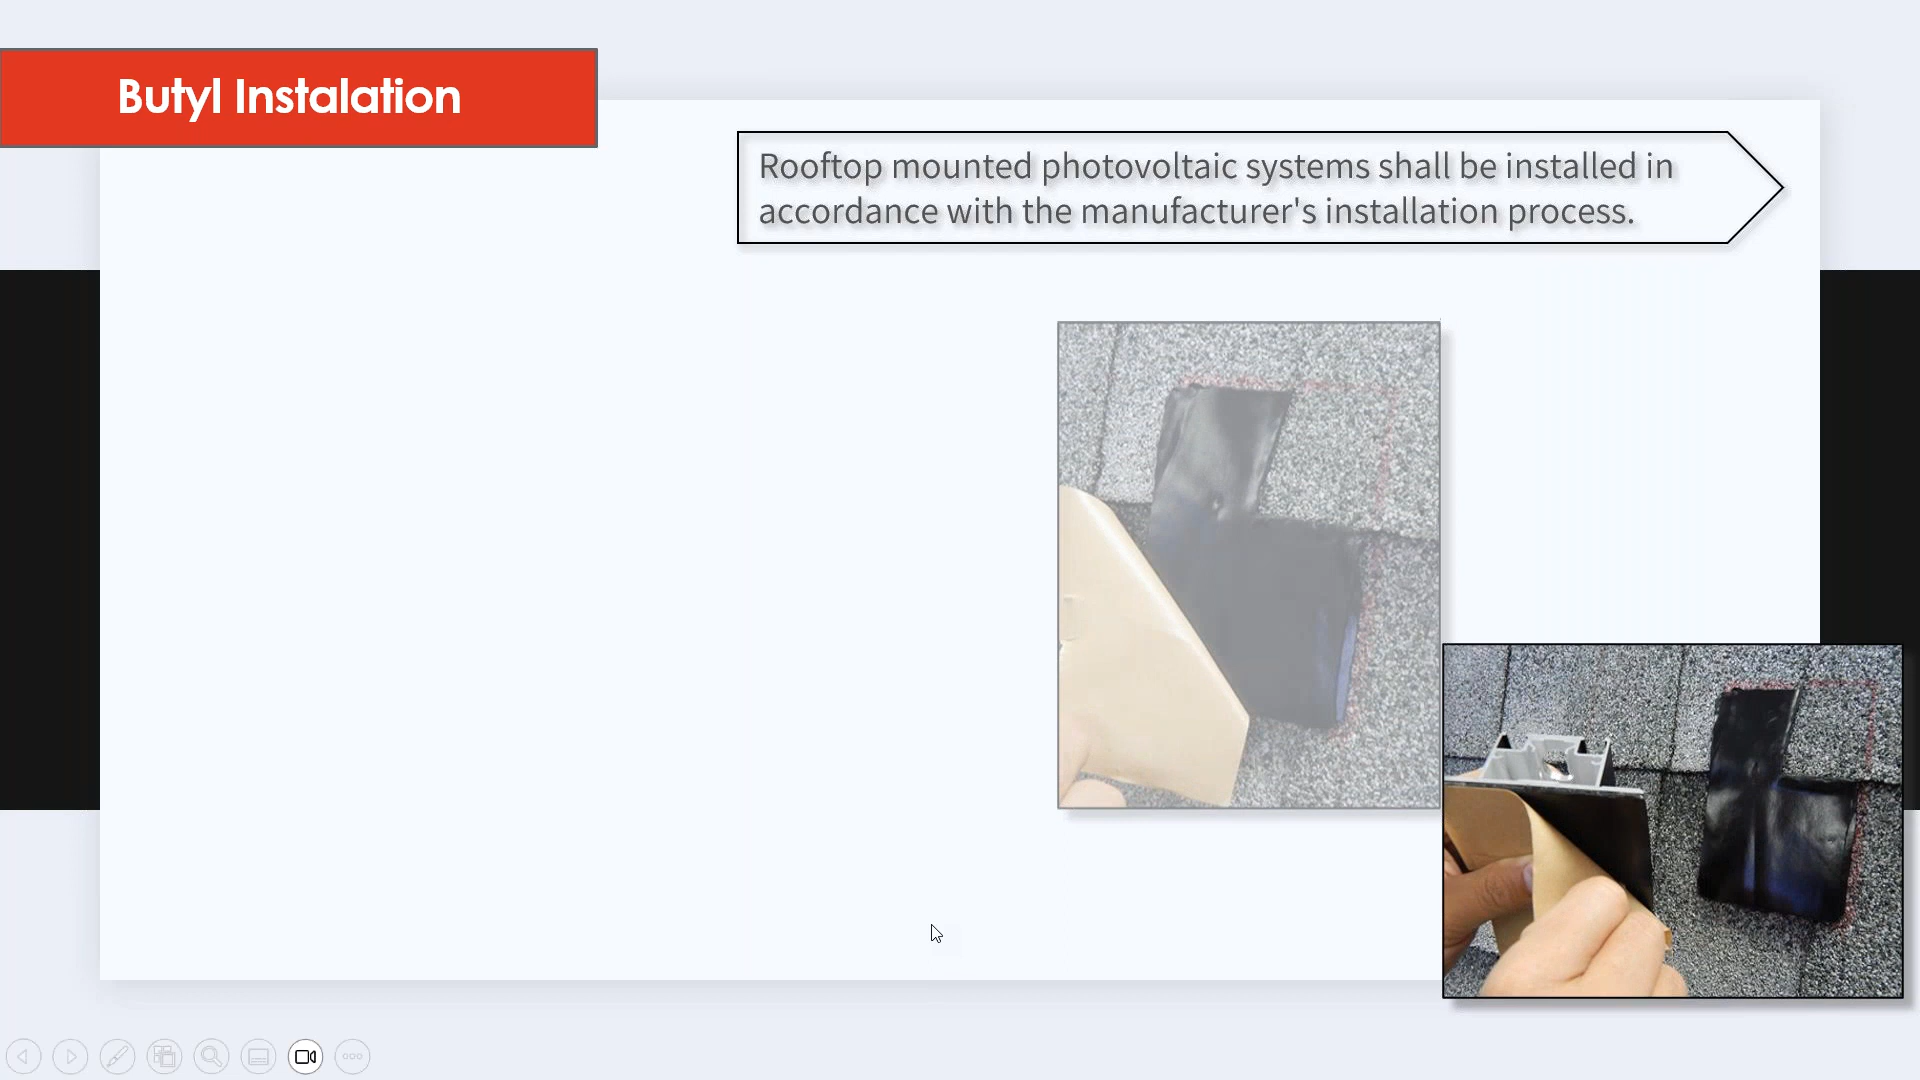 Butyl Instalation
Rooftop mounted photovoltaic systems shall be installed in
accordance with the manufacturer's installation process.